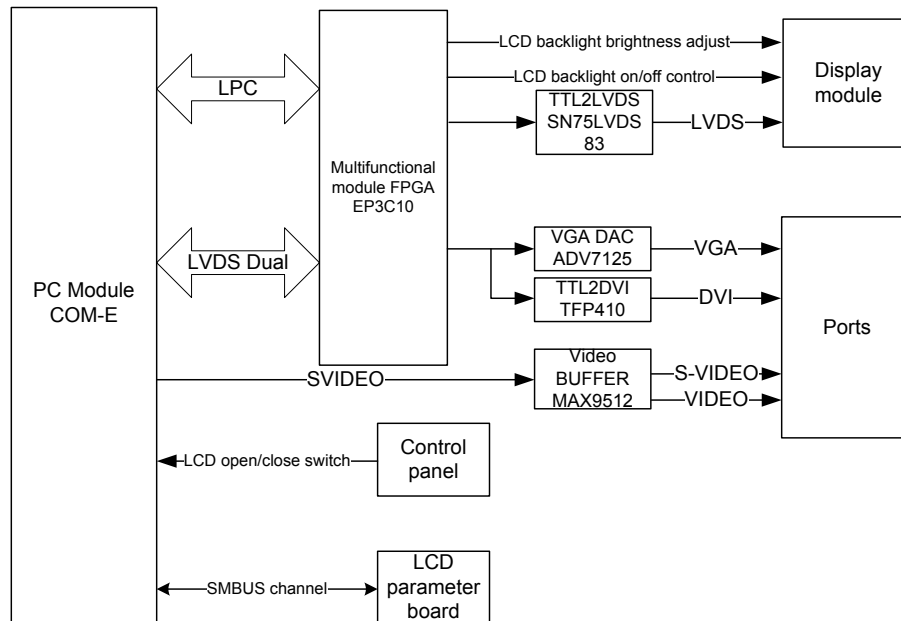 LCD backlight brightness adjust
LPC
LCD backlight on/off control
Display
module
TTL2LVDS
SN75LVDS
83
LVDS
Multifunctional
module FPGA
EP3C10
VGA DAC
ADV7125
VGA
LVDS Dual
TTL2DVI
TFP410
DVI
PC Module
COM-E
Ports
Video
BUFFER
MAX9512
S-VIDEO
VIDEO
SVIDEO
LCD open/close switch
Control
panel
SMBUS channel
LCD
parameter
board